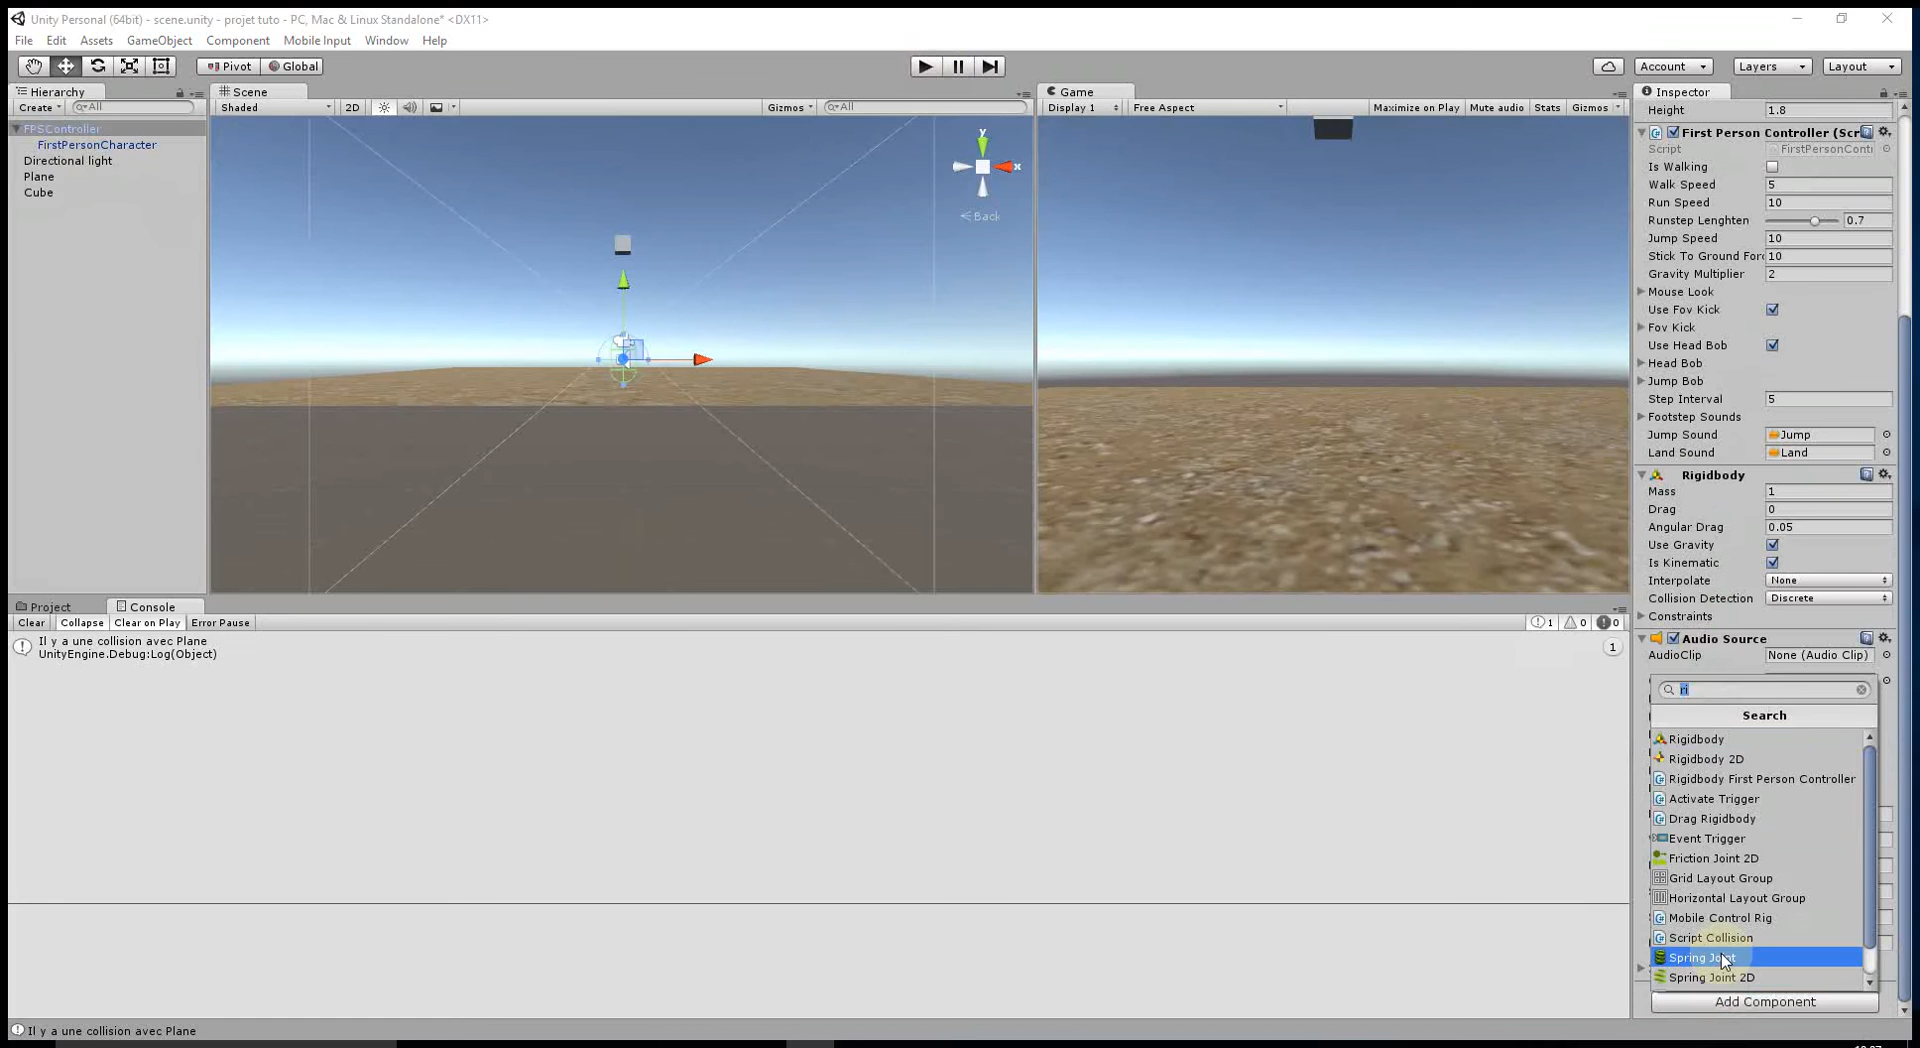 Unity Personal (64bit) - scene.unity - projet tuto - PC, Mac & Linux Standalone* <DX11>
File Edit Assets GameObject Component Mobile Input Window Help
Pivot Global Account Layers Layout
Hierarchy
Create All
FPSController
FirstPersonCharacter
Directional light
Plane
Cube
Scene
Shaded 2D Gizmos All
y
x
Back
Game
Display 1 Free Aspect Maximize on Play Mute audio Stats Gizmos
Inspector
Height 1.8
First Person Controller (Scr
Script FirstPersonContr
Is Walking
Walk Speed 5
Run Speed 10
Runstep Lenghten 0.7
Jump Speed 10
Stick To Ground Forc 10
Gravity Multiplier 2
Mouse Look
Use Fov Kick
Fov Kick
Use Head Bob
Head Bob
Jump Bob
Step Interval 5
Footstep Sounds
Jump Sound Jump
Land Sound Land
Rigidbody
Mass 1
Drag 0
Angular Drag 0.05
Use Gravity
Is Kinematic
Interpolate None
Collision Detection Discrete
Constraints
Audio Source
AudioClip None (Audio Clip)
ri
Search
Rigidbody
Rigidbody 2D
Rigidbody First Person Controller
Activate Trigger
Drag Rigidbody
Event Trigger
Friction Joint 2D
Grid Layout Group
Horizontal Layout Group
Mobile Control Rig
Script Collision
Spring Joint
Spring Joint 2D
Add Component
Project Console
Clear Collapse Clear on Play Error Pause 1 0 0
Il y a une collision avec Plane
UnityEngine.Debug:Log(Object)
1
Il y a une collision avec Plane